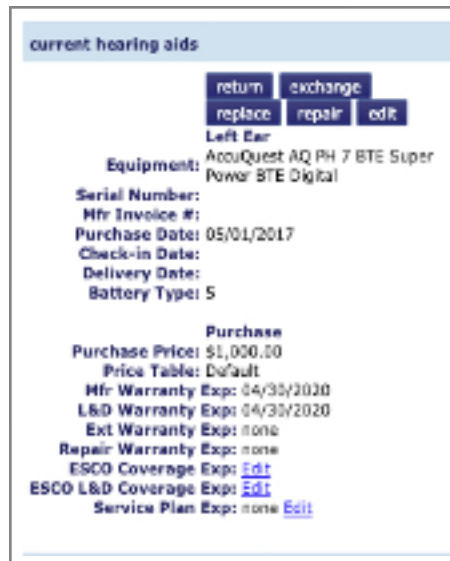 current hearing aids
return exchange
replace repair edit
Left Ear
Equipment: AccuQuest AQ PH 7 BTE Super
Power BTE Digital
Serial Number:
Mfr Invoice #:
Purchase Date: 05/01/2017
Check-in Date:
Delivery Date:
Battery Type: 5
Purchase
Purchase Price: $1,000.00
Price Table: Default
Mfr Warranty Exp: 04/30/2020
L&D Warranty Exp: 04/30/2020
Ext Warranty Exp: none
Repair Warranty Exp: none
ESCO Coverage Exp: Edit
ESCO L&D Coverage Exp: Edit
Service Plan Exp: none Edit